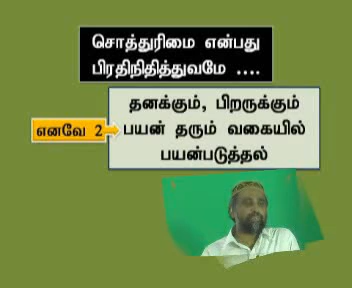 சொத்துரிமை என்பது
பிரதிநிதித்துவமே ....
தனக்கும், பிறருக்கும்
எனவே 2 பயன் தரும் வகையில்
பயன்படுத்தல்